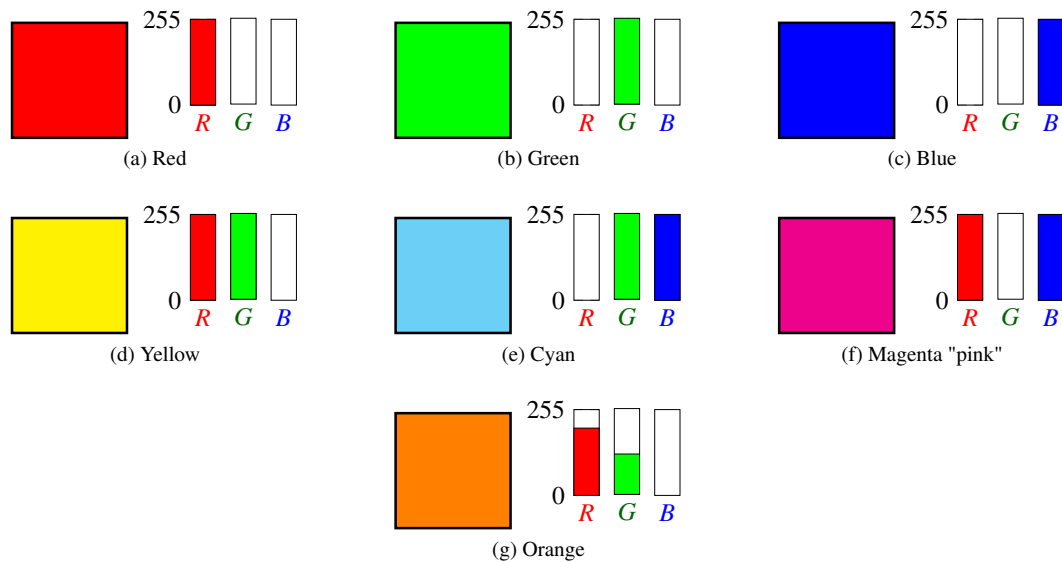 255
0
R G B
(a) Red
255
0
R G B
(b) Green
255
0
R G B
(c) Blue
255
0
R G B
(d) Yellow
255
0
R G B
(e) Cyan
255
0
R G B
(f) Magenta "pink"
255
0
R G B
(g) Orange